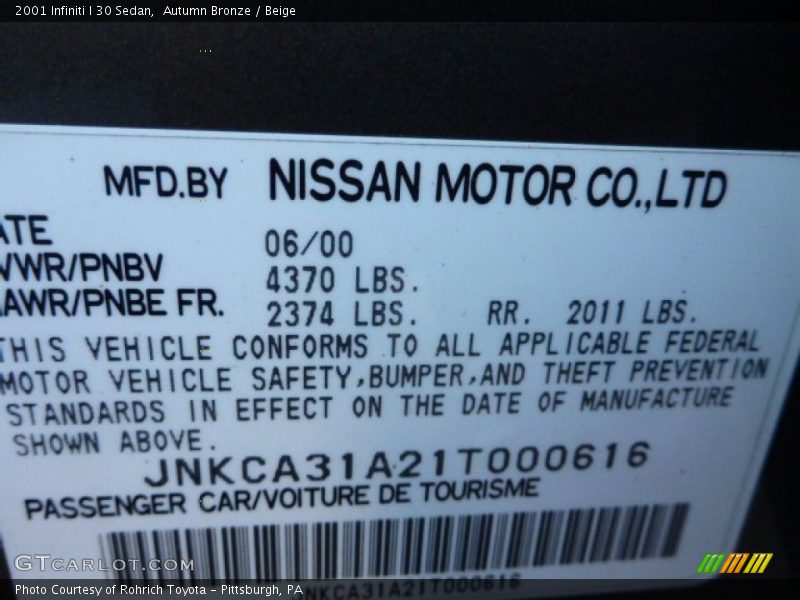 2001 Infiniti I 30 Sedan, Autumn Bronze / Beige
MFD.BY NISSAN MOTOR CO.,LTD
ATE 06/00
VWR/PNBV 4370 LBS.
AWR/PNBE FR. 2374 LBS. RR. 2011 LBS.
THIS VEHICLE CONFORMS TO ALL APPLICABLE FEDERAL
MOTOR VEHICLE SAFETY,BUMPER,AND THEFT PREVENTION
STANDARDS IN EFFECT ON THE DATE OF MANUFACTURE
SHOWN ABOVE.
JNKCA31A21T000616
PASSENGER CAR/VOITURE DE TOURISME
GTCARLOT.COM
JNKCA31A21T000616
Photo Courtesy of Rohrich Toyota – Pittsburgh, PA